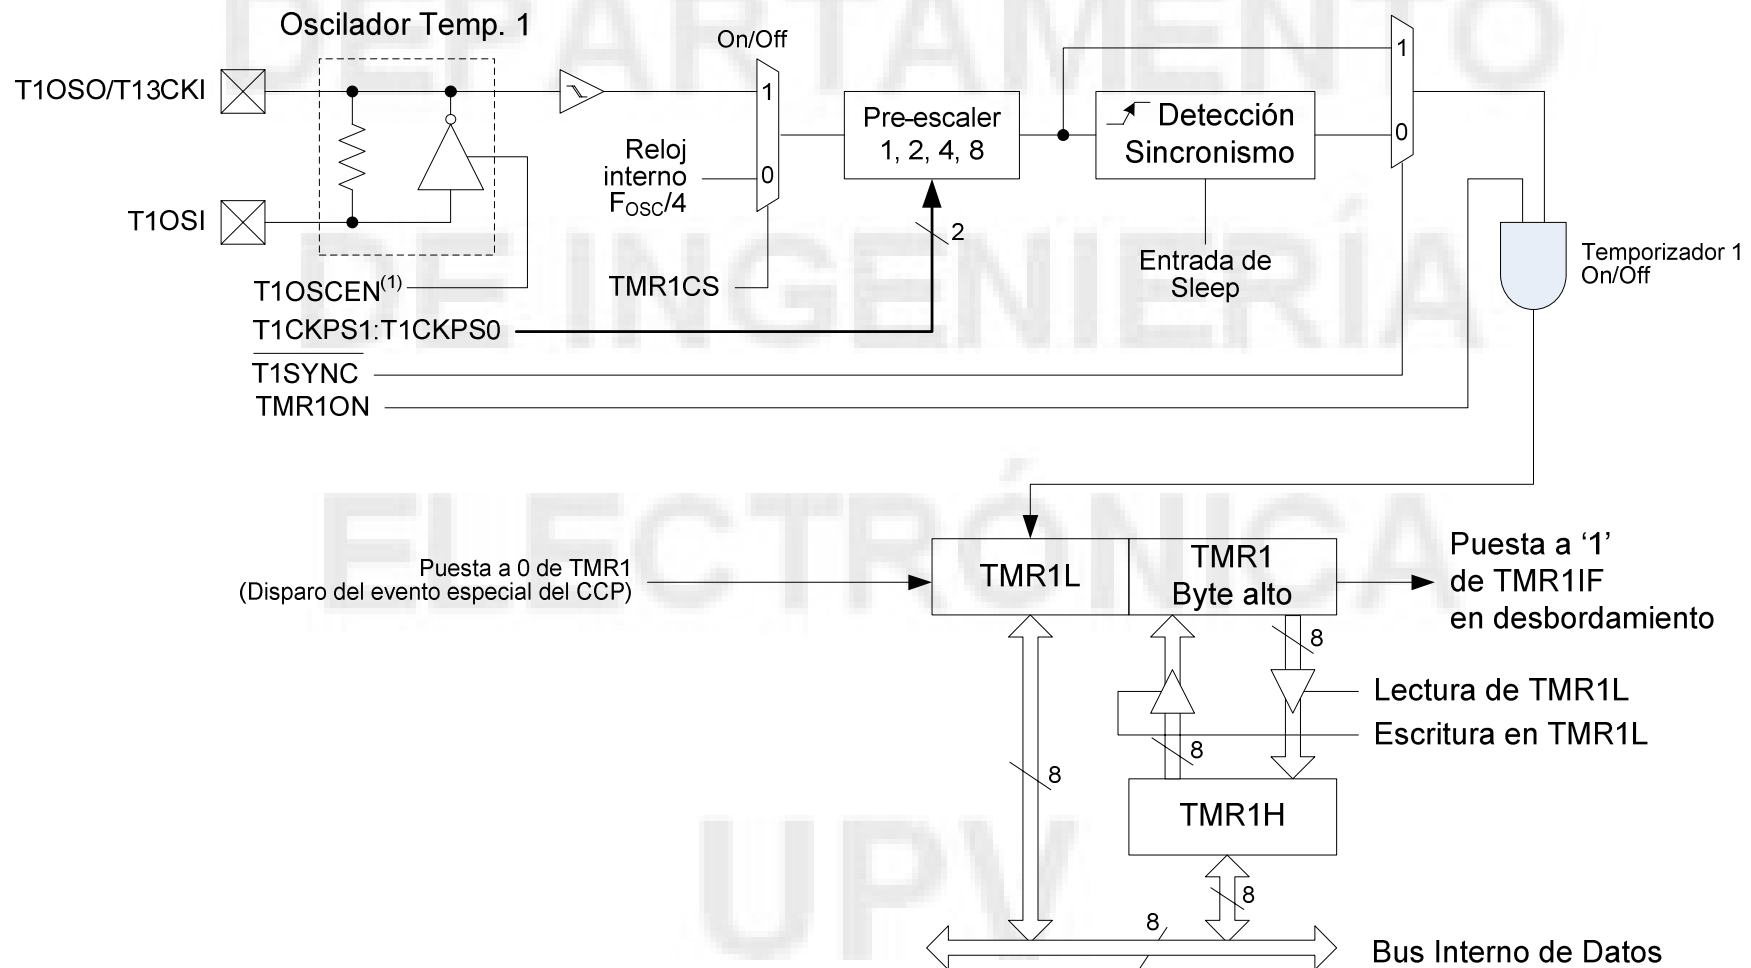 DEPARTAMENTO
DE INGENIERÍA
ELECTRÓNICA
UPV
Oscilador Temp. 1
On/Off
T1OSO/T13CKI
1
1
Pre-escaler
1, 2, 4, 8
Detección
Sincronismo
0
Reloj
interno
FOSC/4
0
T1OSI
2
Entrada de
Sleep
Temporizador 1
On/Off
T1OSCEN(1)
TMR1CS
T1CKPS1:T1CKPS0
T1SYNC
TMR1ON
Puesta a 0 de TMR1
(Disparo del evento especial del CCP)
TMR1L
TMR1
Byte alto
Puesta a ‘1’
de TMR1IF
en desbordamiento
8
Lectura de TMR1L
Escritura en TMR1L
8
8
TMR1H
8
8
Bus Interno de Datos